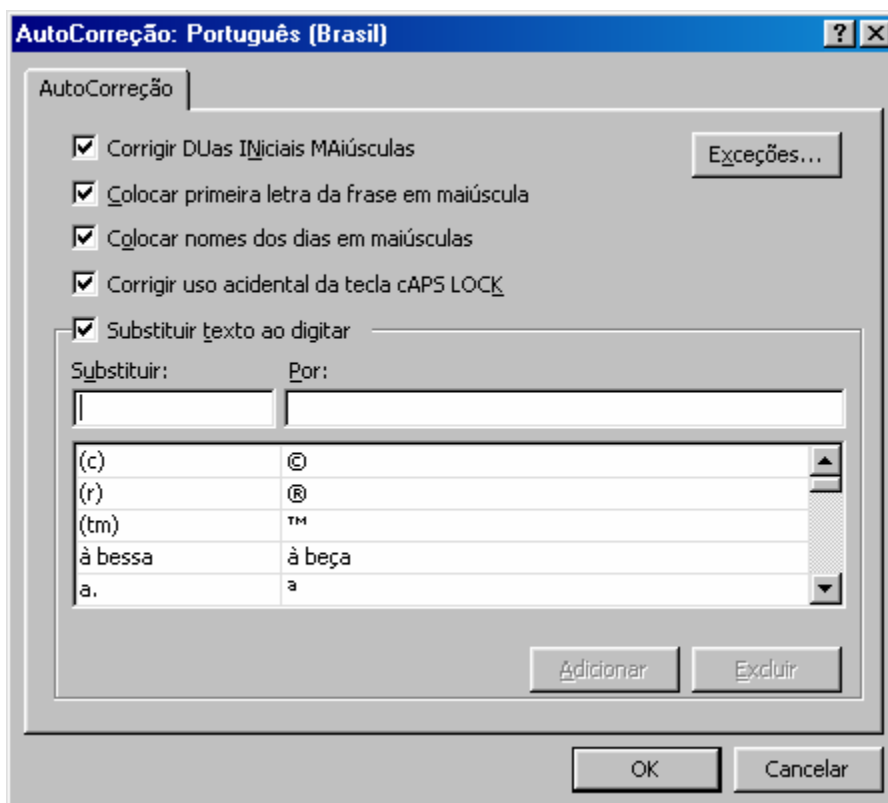 AutoCorreção: Português (Brasil)
AutoCorreção
Corrigir DUas INiciais MAiúsculas
Exceções...
Colocar primeira letra da frase em maiúscula
Colocar nomes dos dias em maiúsculas
Corrigir uso acidental da tecla cAPS LOCK
Substituir texto ao digitar
Substituir: Por:
(c) ©
(r) ®
(tm) ™
à bessa à beça
a. ª
Adicionar Excluir
OK Cancelar